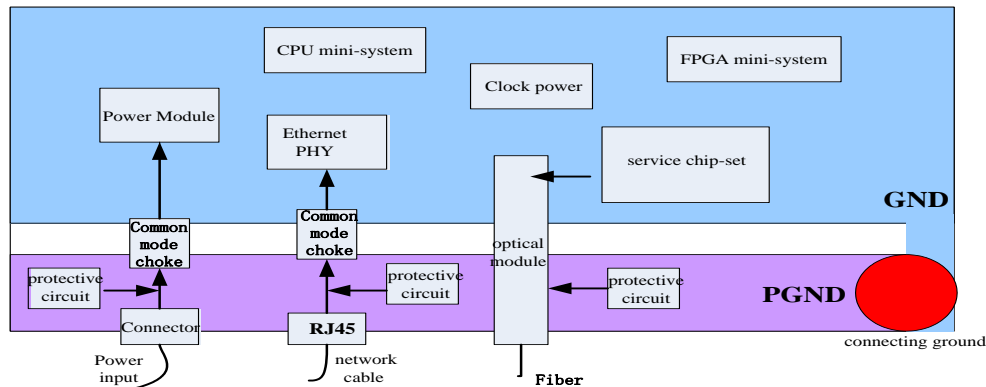 CPU mini-system
FPGA mini-system
Clock power
Power Module
Ethernet
PHY
service chip-set
GND
Common
mode
choke
Common
mode
choke
optical
module
protective
circuit
protective
circuit
protective
circuit
PGND
Connector
RJ45
connecting ground
Power
input
network
cable
Fiber